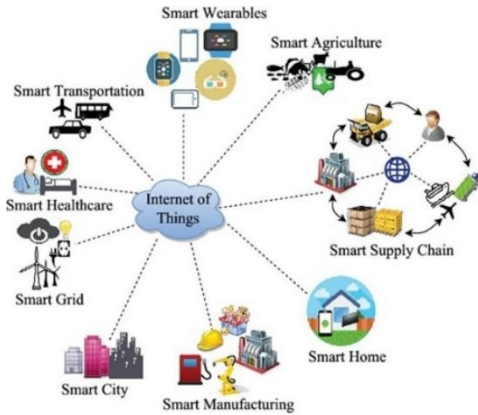 Smart Wearables
Smart Agriculture
Smart Transportation
Smart Healthcare
Internet of
Things
Smart Supply Chain
Smart Grid
Smart Home
Smart City
Smart Manufacturing